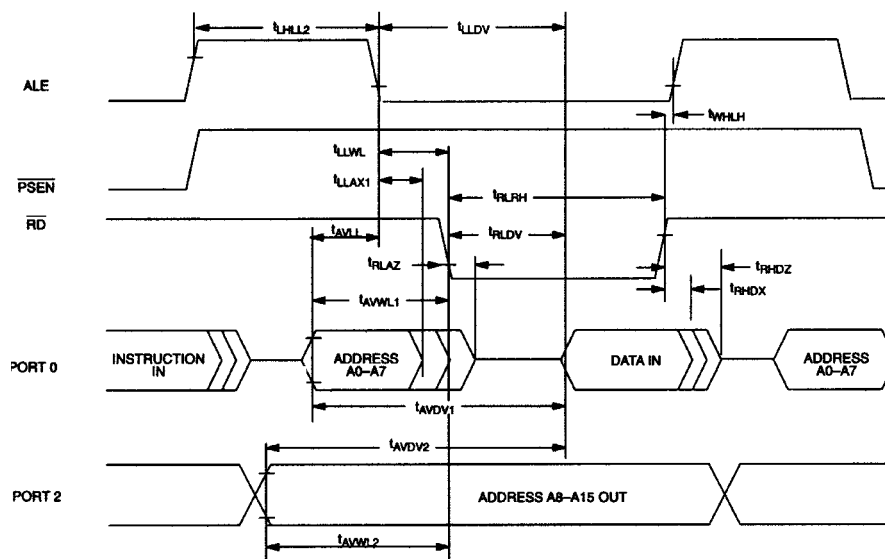 tLHLL2 tLLDV
ALE
tWHLH
tLLWL
PSEN
tLLAX1
tRLRH
RD
tAVLL tRLDV
tRLAZ tRHDZ
tRHDX
tAVWL1
PORT 0 INSTRUCTION IN ADDRESS A0–A7 DATA IN ADDRESS A0–A7
tAVDV1
tAVDV2
PORT 2 ADDRESS A8–A15 OUT
tAVWL2